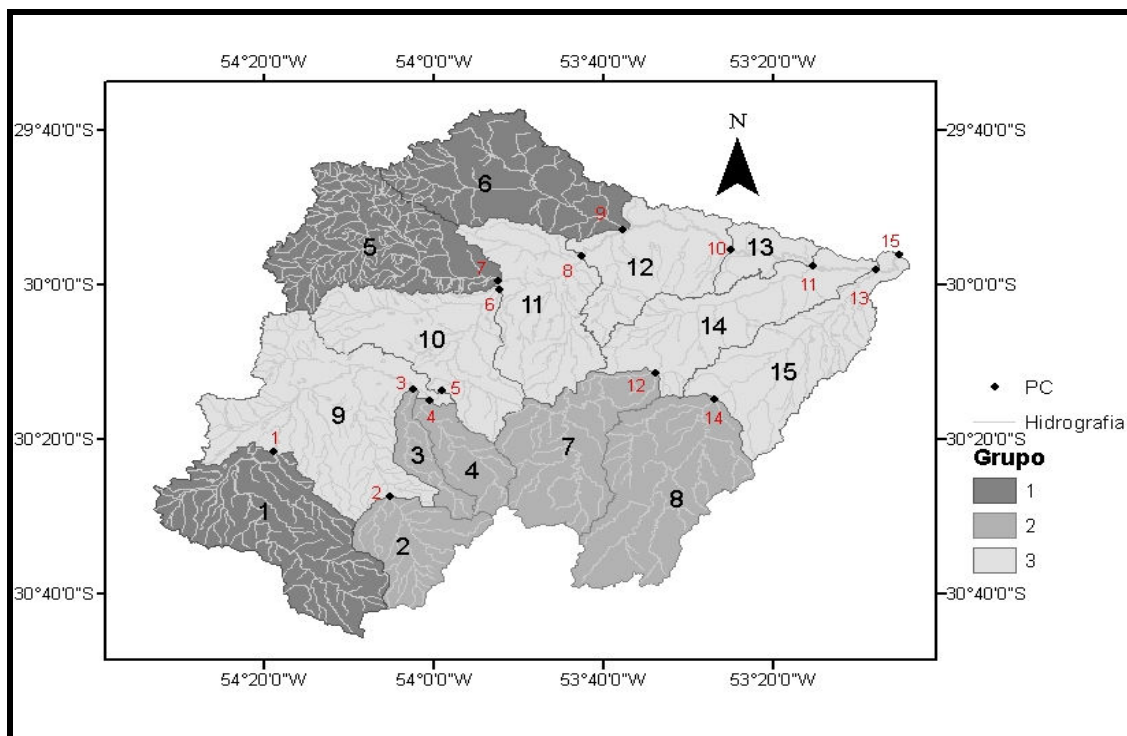 54°20'0"W 54°0'0"W 53°40'0"W 53°20'0"W
29°40'0"S 29°40'0"S
N
6
9
5
10 13 15
12
7 8
11
30°0'0"S 30°0'0"S
6 11 13
10 14
12 15
3 5
4 14
PC
9
Hidrografia
30°20'0"S 30°20'0"S
1 3 4 7
Grupo
2 8 1
1
2 2
3
30°40'0"S 30°40'0"S
54°20'0"W 54°0'0"W 53°40'0"W 53°20'0"W